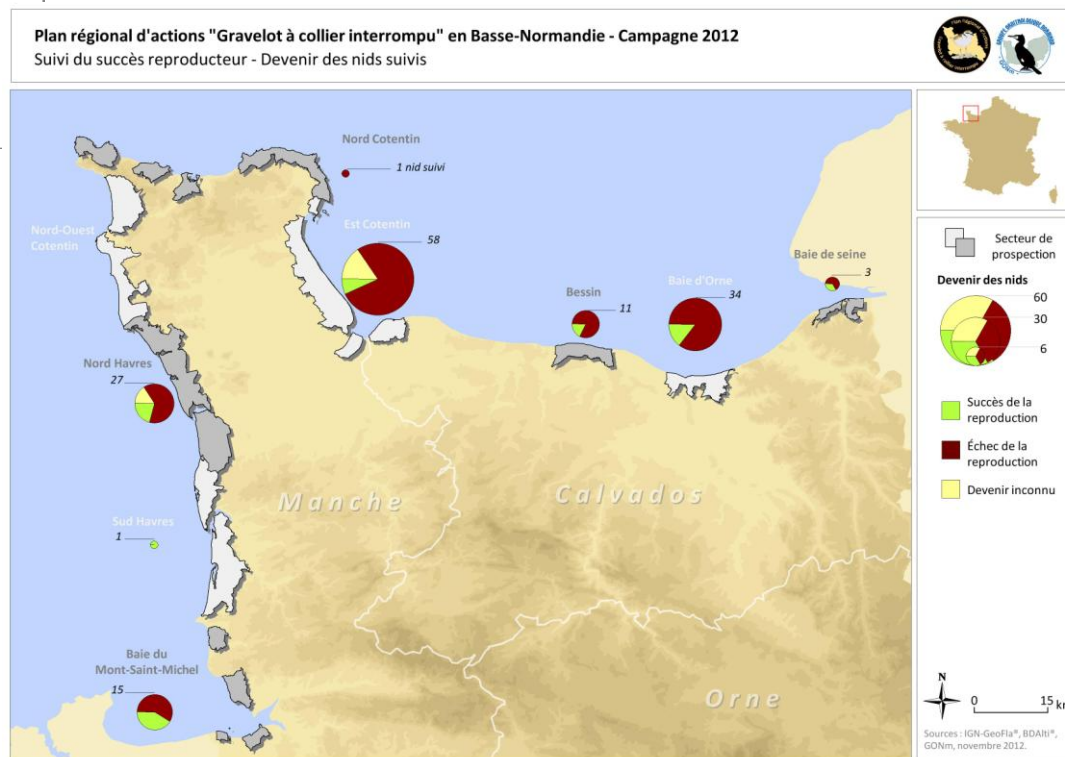 Plan régional d'actions "Gravelot à collier interrompu" en Basse-Normandie - Campagne 2012
Suivi du succès reproducteur - Devenir des nids suivis
Nord Cotentin
1 nid suivi
Nord-Ouest
Cotentin
Est Cotentin
58
Baie de seine
3
Bessin
11
Baie d'Orne
34
Nord Havres
27
Manche
Calvados
Sud Havres
1
Baie du
Mont-Saint-Michel
15
Orne
Secteur de
prospection
Devenir des nids
60
30
6
Succès de la
reproduction
Échec de la
reproduction
Devenir inconnu
N
0 15 km
Sources : IGN-GeoFla®, BDAlti®,
GONm, novembre 2012.